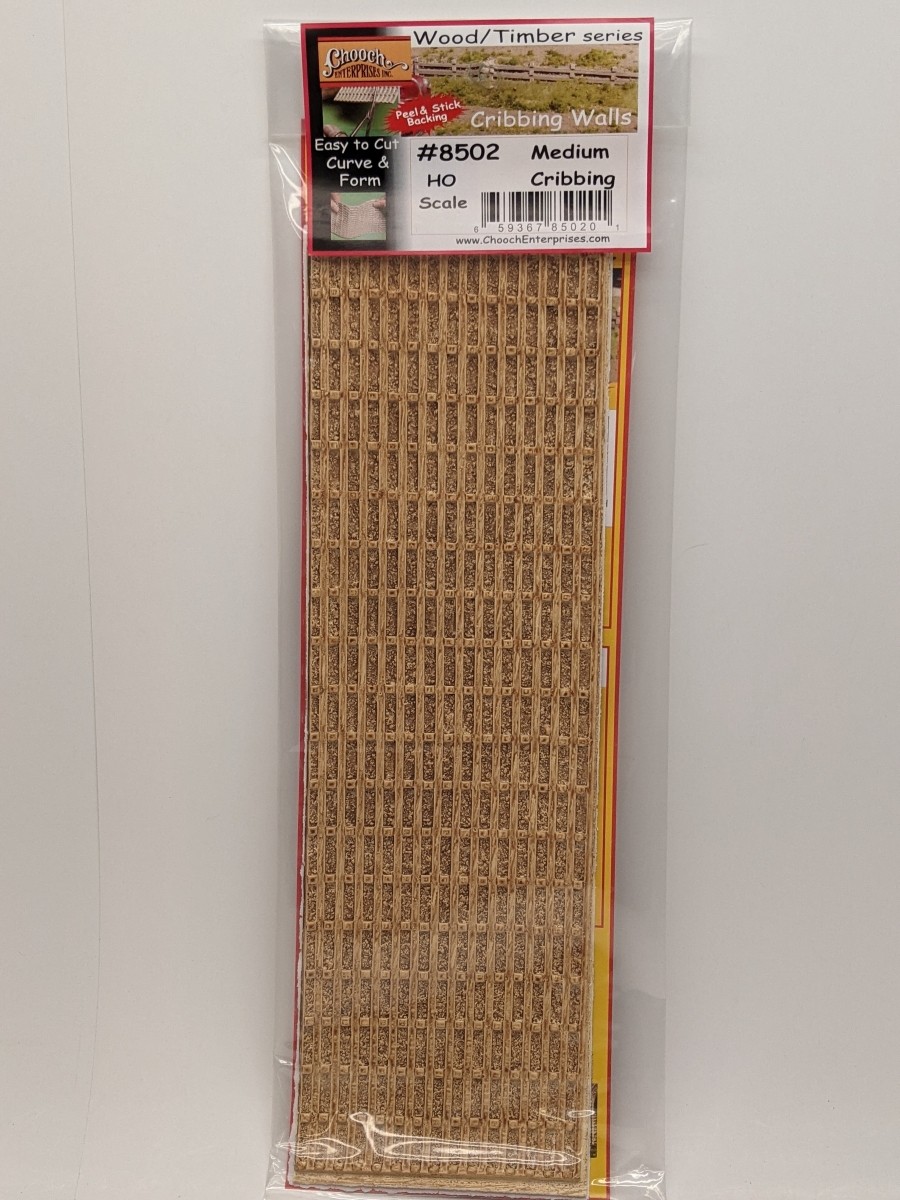 Wood/Timber series
Chooch
ENTERPRISES INC.
Peel & Stick
Backing
Cribbing Walls
Easy to Cut
Curve &
Form
#8502 Medium
HO Cribbing
Scale
6 59367 85020 1
www.ChoochEnterprises.com